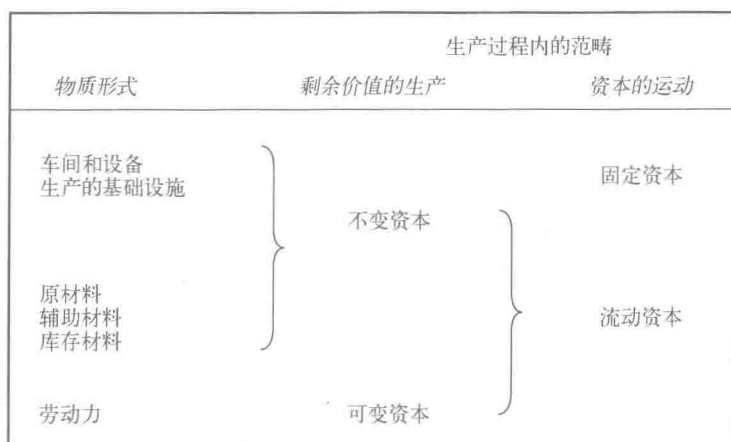 生产过程内的范畴
物质形式 剩余价值的生产 资本的运动
车间和设备
生产的基础设施
固定资本
不变资本
原材料
辅助材料
库存材料
流动资本
劳动力 可变资本